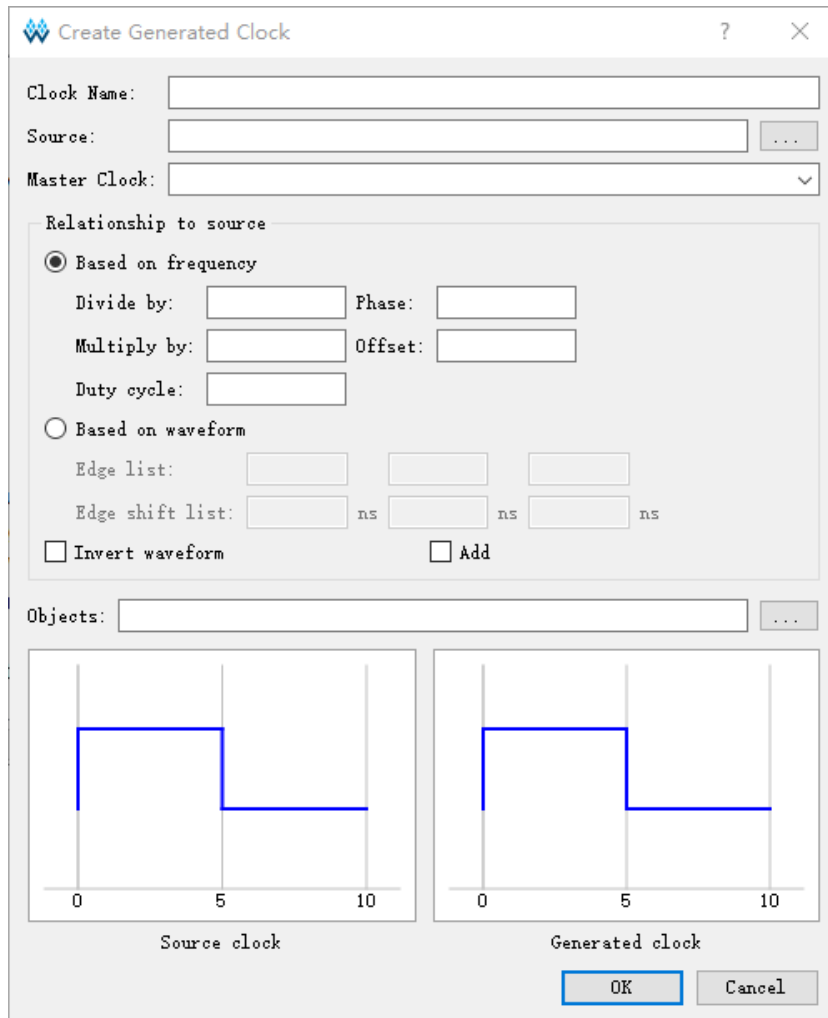 Create Generated Clock ?
Clock Name:
Source: ...
Master Clock:
Relationship to source
Based on frequency
Divide by: Phase:
Multiply by: Offset:
Duty cycle:
Based on waveform
Edge list:
Edge shift list: ns ns ns
Invert waveform Add
Objects: ...
0 5 10 0 5 10
Source clock Generated clock
OK Cancel